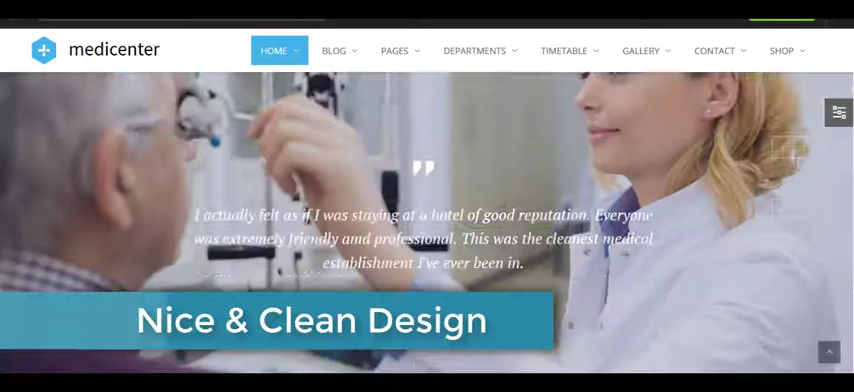 medicenter
HOME BLOG PAGES DEPARTMENTS TIMETABLE GALLERY CONTACT SHOP
"
I actually felt as if I was staying at a hotel of good reputation. Everyone
was extremely friendly and professional. This was the cleanest medical
establishment I've ever been in.
Nice & Clean Design